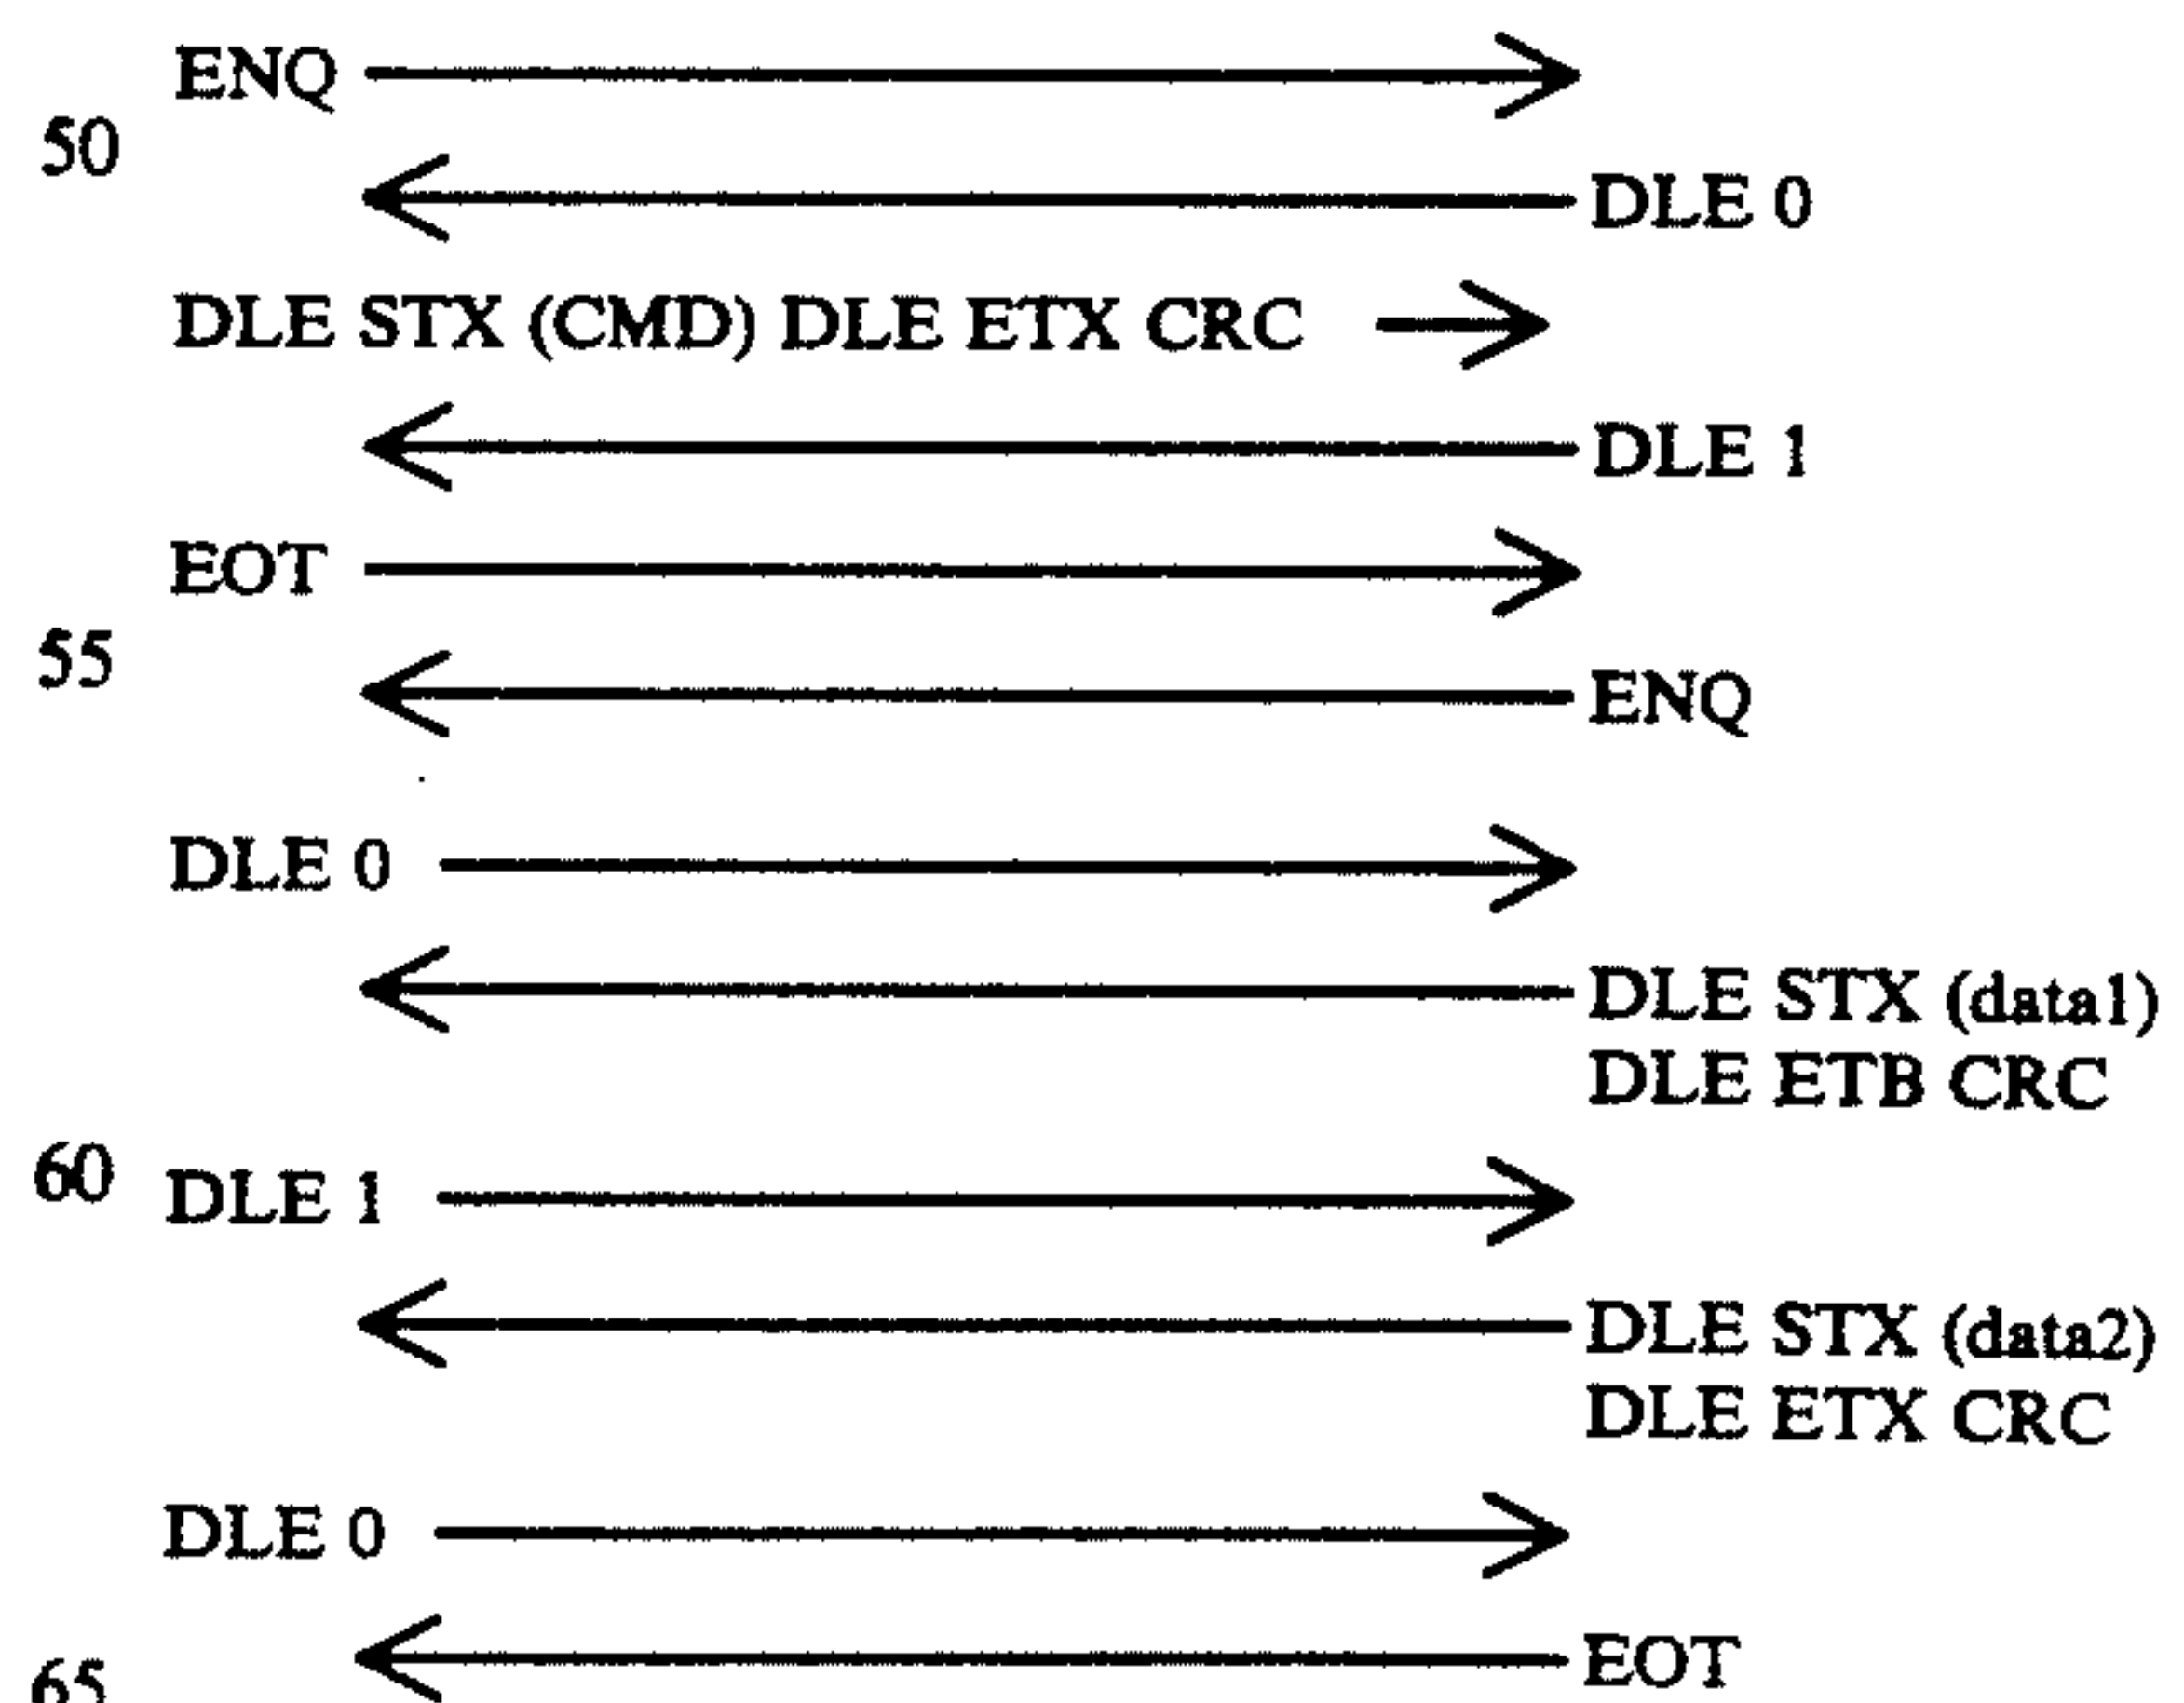 ENQ
50
DLE 0
DLE STX (CMD) DLE ETX CRC
DLE 1
EOT
55
ENQ
DLE 0
DLE STX (data1)
DLE ETB CRC
60 DLE 1
DLE STX (data2)
DLE ETX CRC
DLE 0
EOT
65